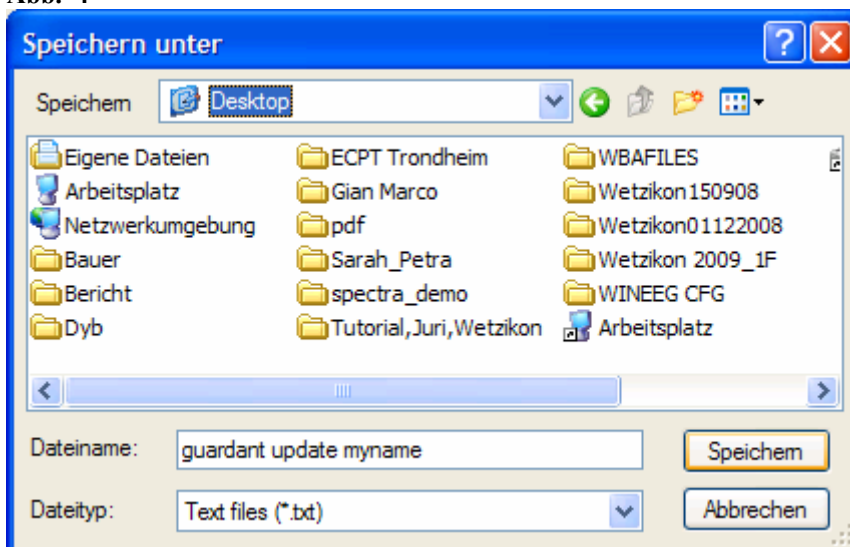 Speichern unter
Speichern Desktop
Eigene Dateien ECPT Trondheim WBAFILES
Arbeitsplatz Gian Marco Wetzikon150908
Netzwerkumgebung pdf Wetzikon01122008
Bauer Sarah_Petra Wetzikon 2009_1F
Bericht spectra_demo WINEEG CFG
Dyb Tutorial,Juri,Wetzikon Arbeitsplatz
Dateiname: guardant update myname Speichern
Dateityp: Text files (*.txt) Abbrechen